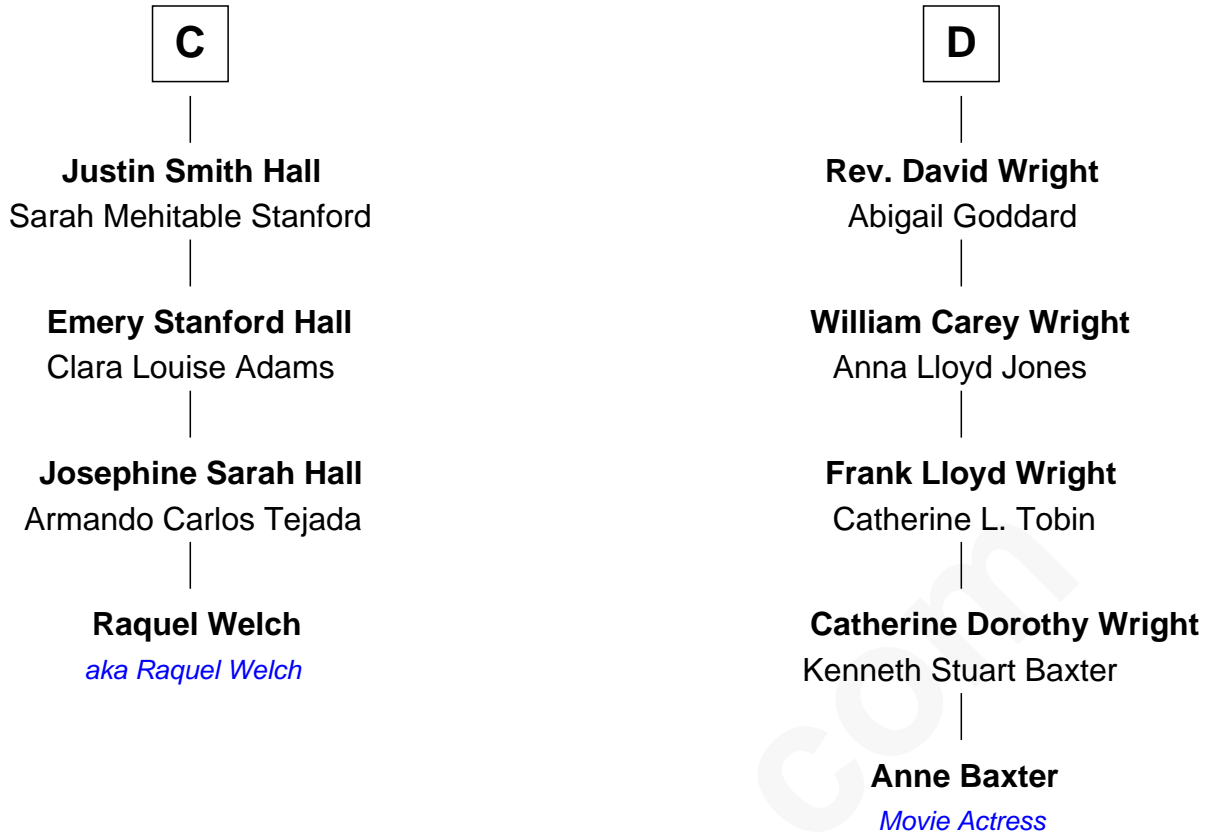 C
Justin Smith Hall
Sarah Mehitable Stanford
Emery Stanford Hall
Clara Louise Adams
Josephine Sarah Hall
Armando Carlos Tejada
Raquel Welch
aka Raquel Welch
D
Rev. David Wright
Abigail Goddard
William Carey Wright
Anna Lloyd Jones
Frank Lloyd Wright
Catherine L. Tobin
Catherine Dorothy Wright
Kenneth Stuart Baxter
Anne Baxter
Movie Actress
com